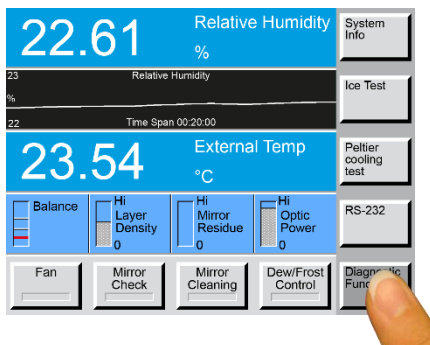 22.61
Relative Humidity
%
System
Info
23
Relative Humidity
%
22
Time Span 00:20:00
Ice Test
23.54
External Temp
°C
Peltier
cooling
test
Balance
Hi
Layer
Density
0
Hi
Mirror
Residue
0
Hi
Optic
Power
0
RS-232
Fan
Mirror
Check
Mirror
Cleaning
Dew/Frost
Control